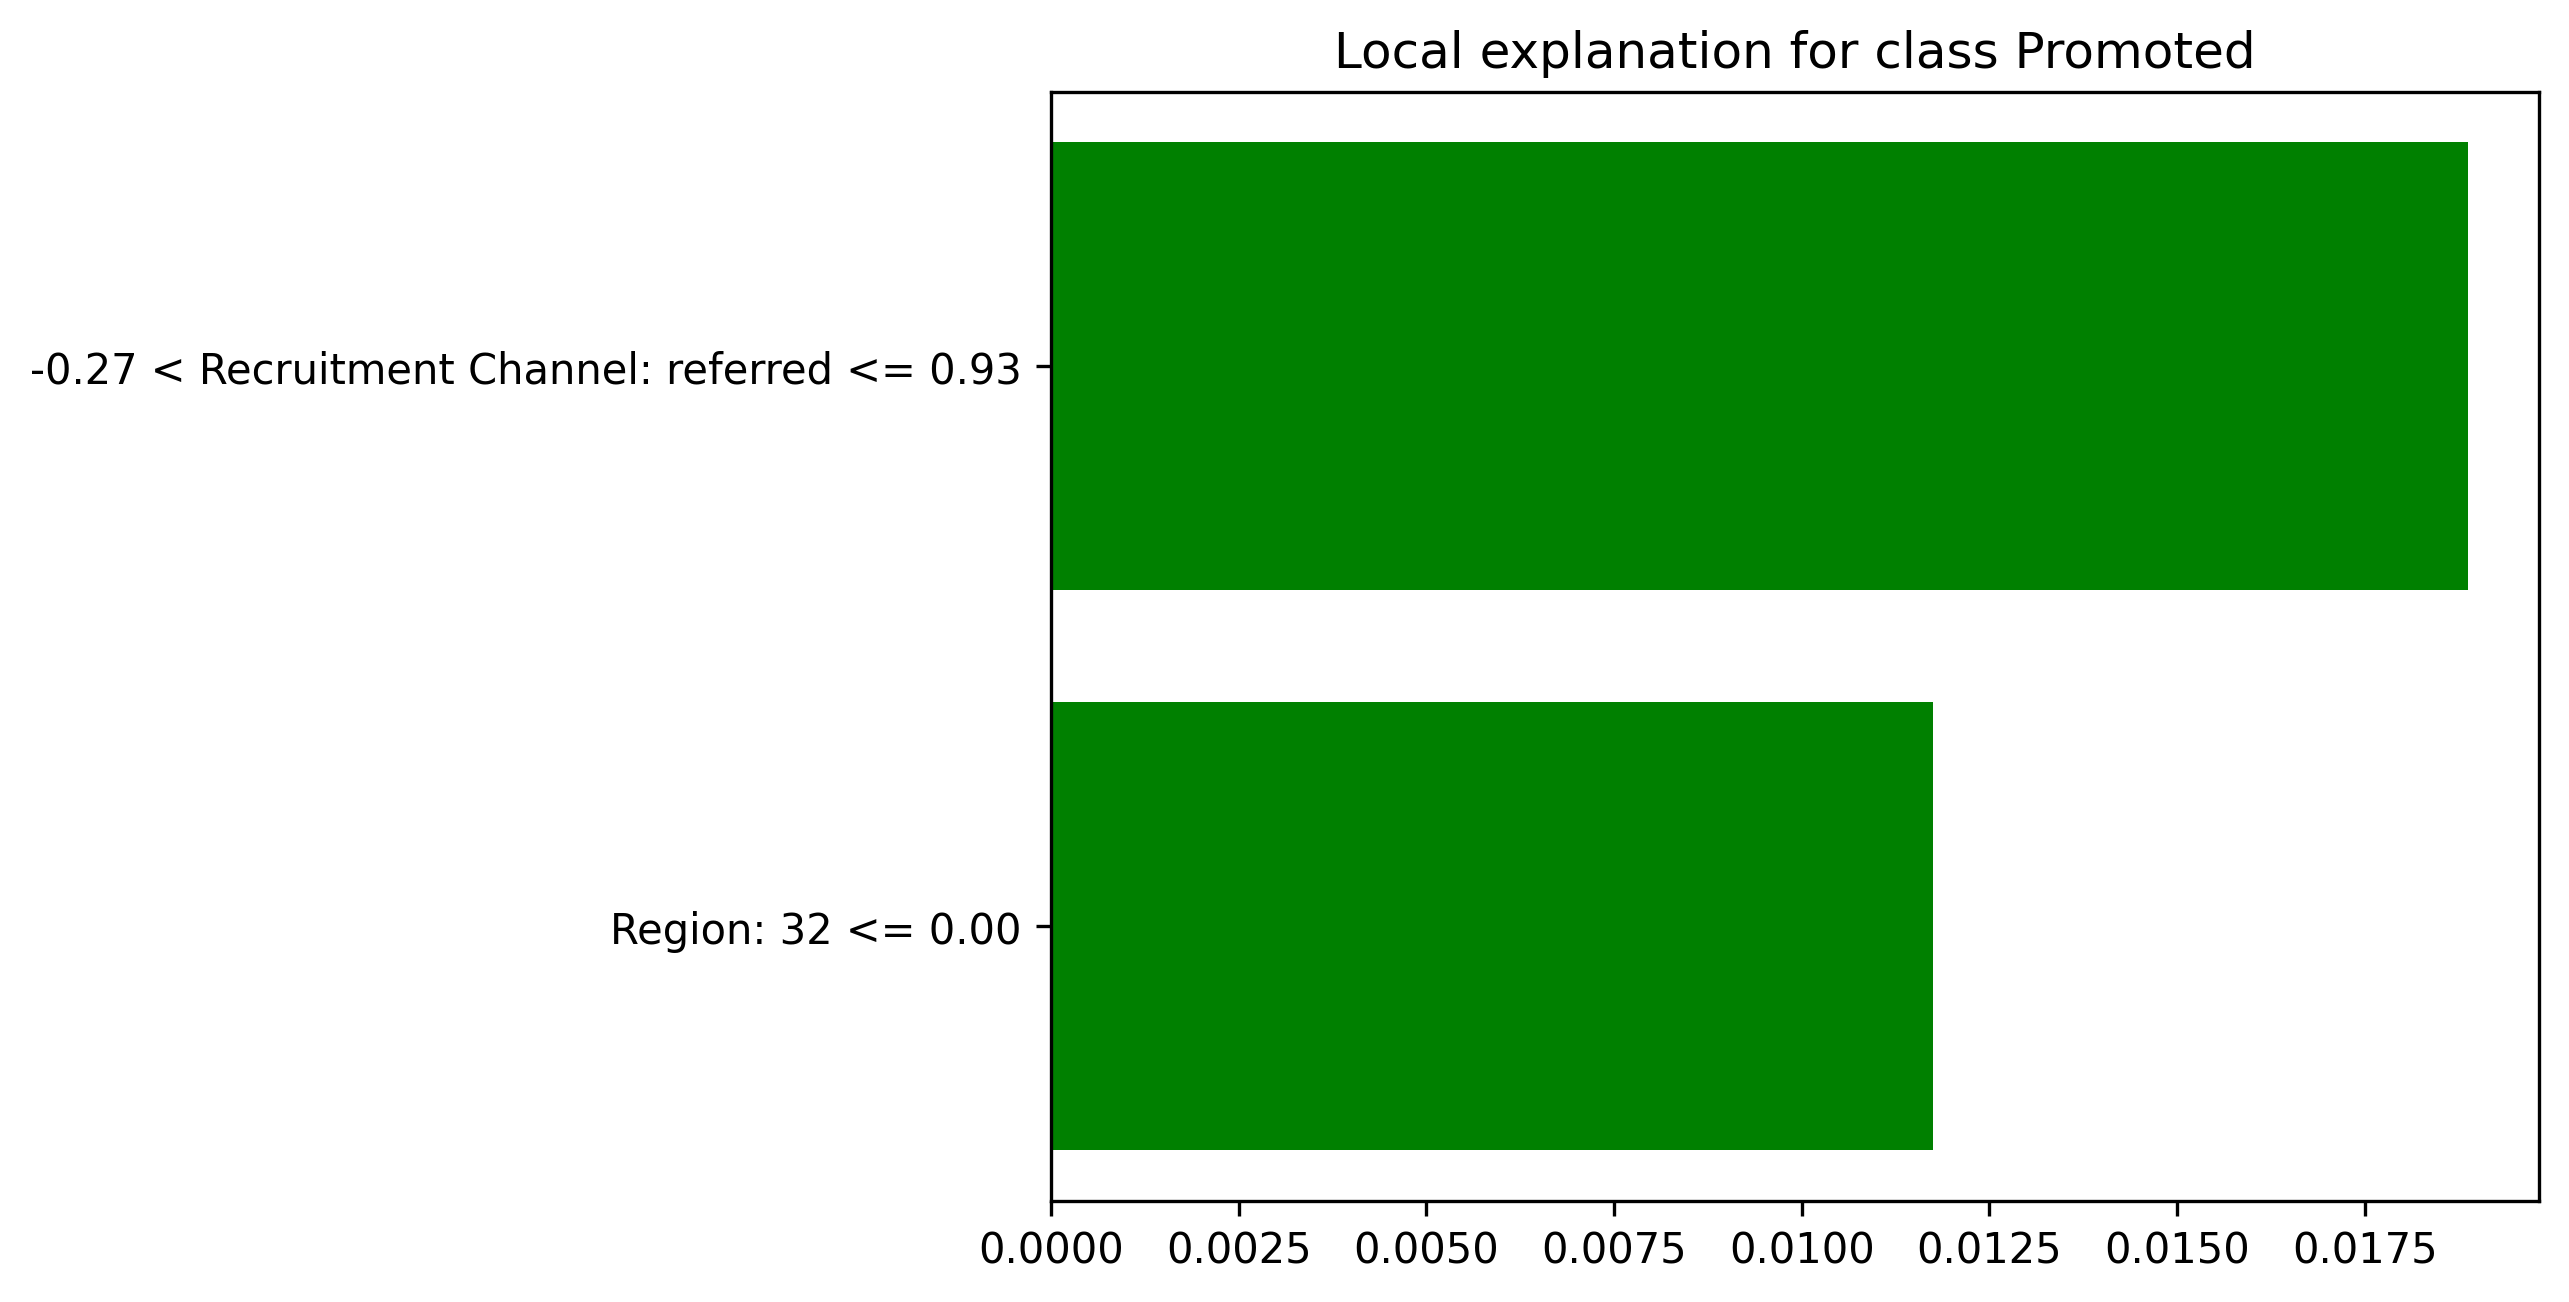 Local explanation for class Promoted
-0.27 < Recruitment Channel: referred <= 0.93
Region: 32 <= 0.00
0.0000 0.0025 0.0050 0.0075 0.0100 0.0125 0.0150 0.0175